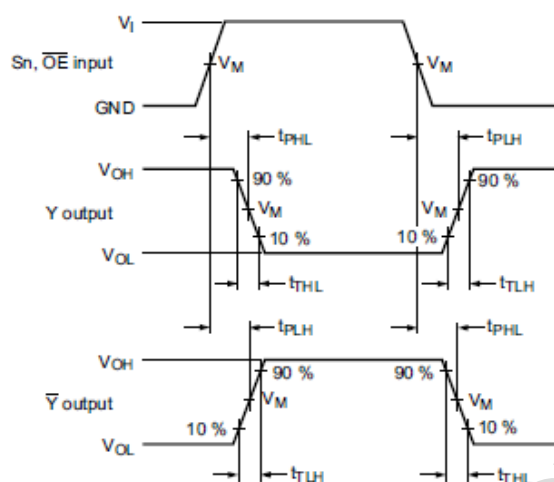 VI
Sn, O̅E̅ input
VM
VM
GND
tPHL
tPLH
VOH
90 %
90 %
Y output
VM
VM
10 %
10 %
VOL
tTHL
tTLH
tPLH
tPHL
VOH
90 %
90 %
Y̅ output
VM
VM
10 %
10 %
VOL
tTLH
tTHL